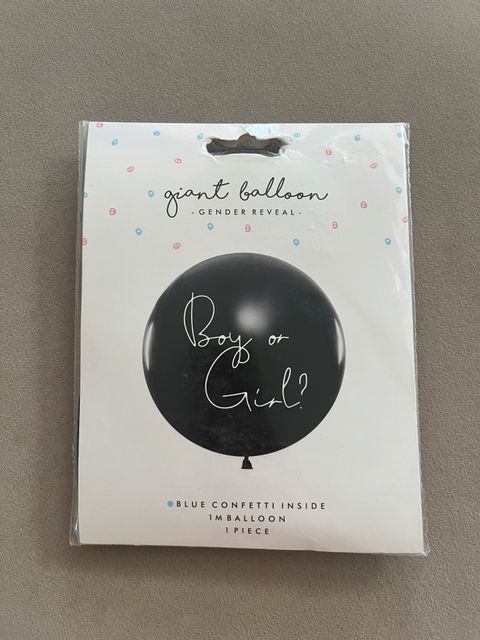 giant balloon
- GENDER REVEAL -
Boy or
Girl?
BLUE CONFETTI INSIDE
1M BALLOON
1 PIECE